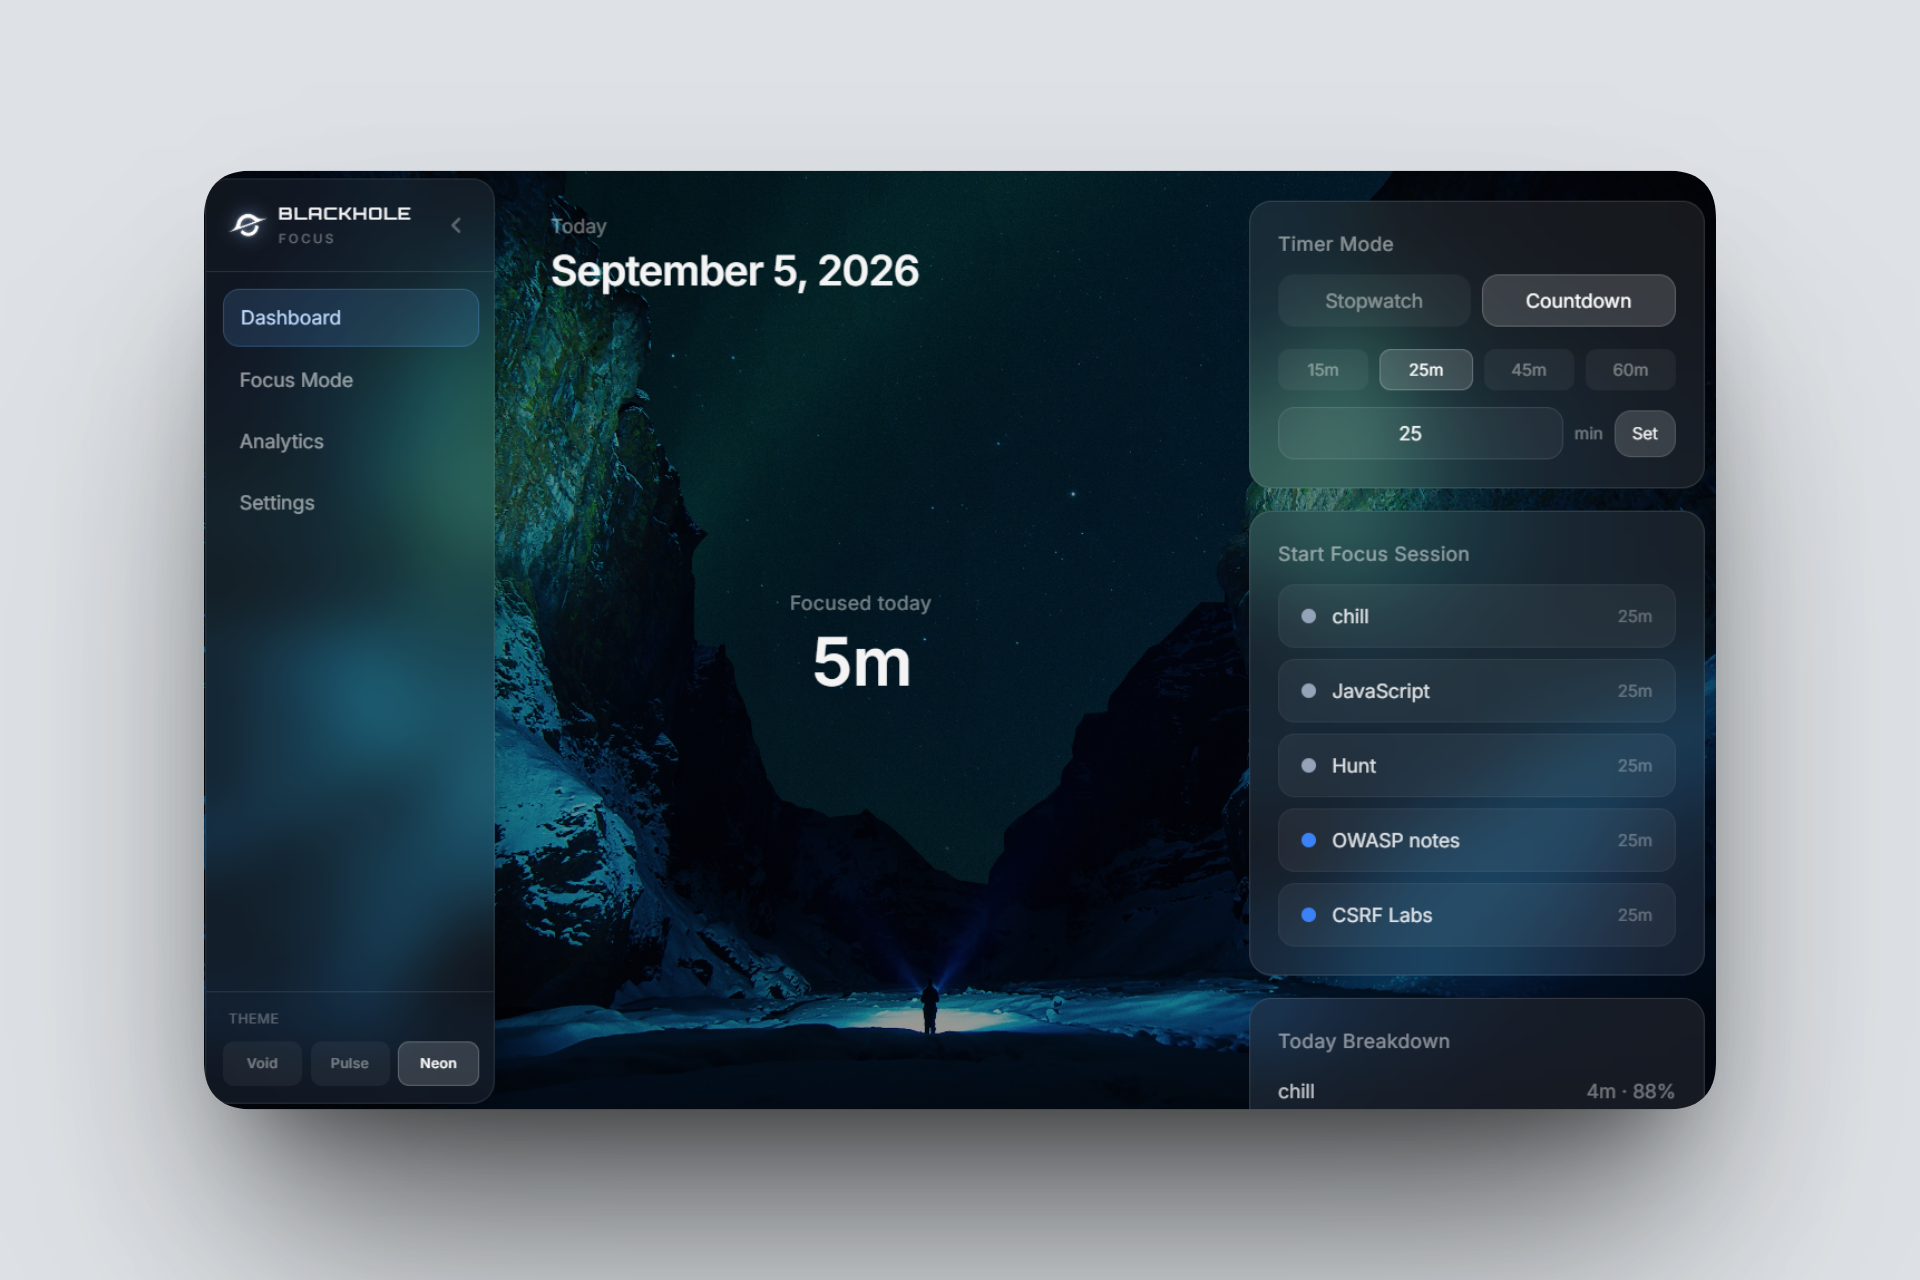 BLACKHOLE
FOCUS
Dashboard
Focus Mode
Analytics
Settings
THEME
Void Pulse Neon
Today
September 5, 2026
Focused today
5m
Timer Mode
Stopwatch Countdown
15m 25m 45m 60m
25 min Set
Start Focus Session
chill 25m
JavaScript 25m
Hunt 25m
OWASP notes 25m
CSRF Labs 25m
Today Breakdown
chill 4m · 88%